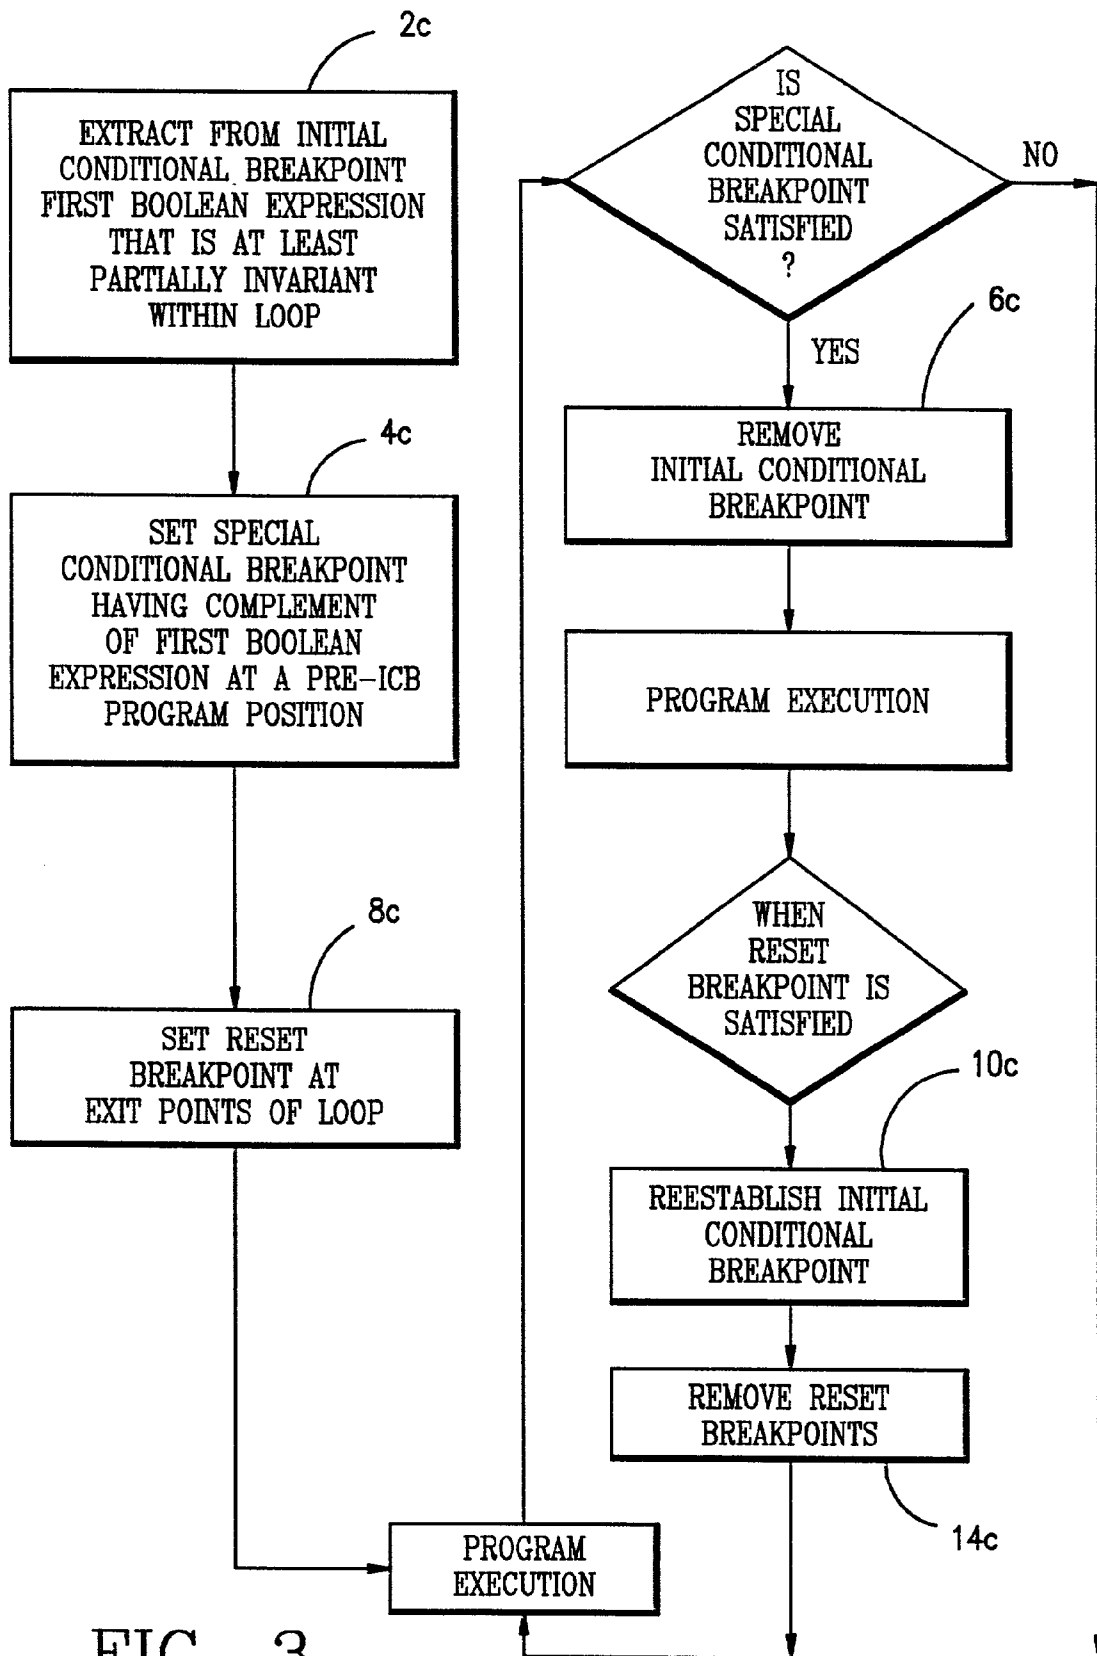 2c
EXTRACT FROM INITIAL
CONDITIONAL BREAKPOINT
FIRST BOOLEAN EXPRESSION
THAT IS AT LEAST
PARTIALLY INVARIANT
WITHIN LOOP
4c
SET SPECIAL
CONDITIONAL BREAKPOINT
HAVING COMPLEMENT
OF FIRST BOOLEAN
EXPRESSION AT A PRE-ICB
PROGRAM POSITION
8c
SET RESET
BREAKPOINT AT
EXIT POINTS OF LOOP
PROGRAM
EXECUTION
IS
SPECIAL
CONDITIONAL
BREAKPOINT
SATISFIED
?
NO
YES
6c
REMOVE
INITIAL CONDITIONAL
BREAKPOINT
PROGRAM EXECUTION
WHEN
RESET
BREAKPOINT IS
SATISFIED
10c
REESTABLISH INITIAL
CONDITIONAL
BREAKPOINT
REMOVE RESET
BREAKPOINTS
14c
FIG. 3